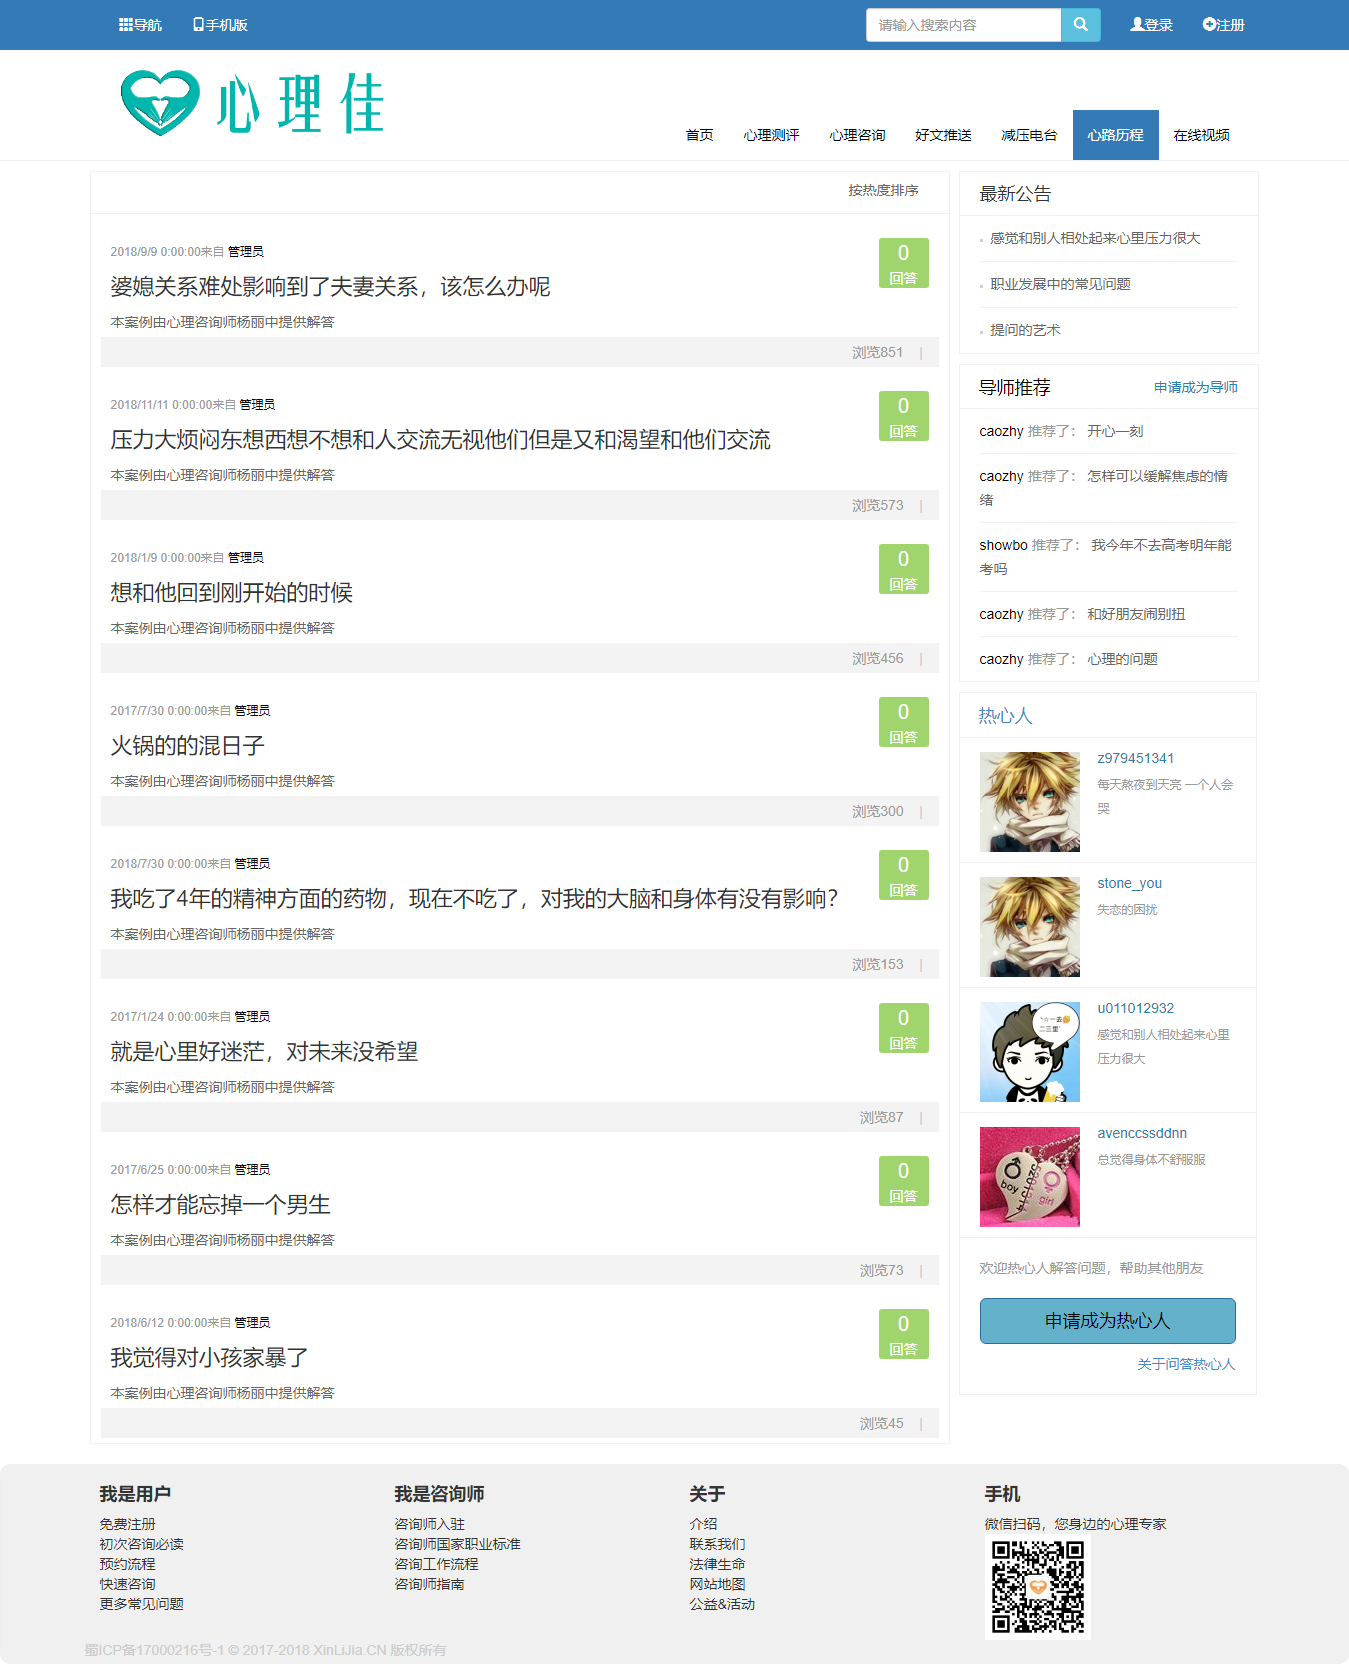 导航
手机版
请输入搜索内容
登录
注册
心理佳
首页
心理测评
心理咨询
好文推送
减压电台
心路历程
在线视频
按热度排序
2018/9/9 0:00:00来自 管理员
0
回答
婆媳关系难处影响到了夫妻关系，该怎么办呢
本案例由心理咨询师杨丽中提供解答
浏览851 |
2018/11/11 0:00:00来自 管理员
0
回答
压力大烦闷东想西想不想和人交流无视他们但是又和渴望和他们交流
本案例由心理咨询师杨丽中提供解答
浏览573 |
2018/1/9 0:00:00来自 管理员
0
回答
想和他回到刚开始的时候
本案例由心理咨询师杨丽中提供解答
浏览456 |
2017/7/30 0:00:00来自 管理员
0
回答
火锅的的混日子
本案例由心理咨询师杨丽中提供解答
浏览300 |
2018/7/30 0:00:00来自 管理员
0
回答
我吃了4年的精神方面的药物，现在不吃了，对我的大脑和身体有没有影响？
本案例由心理咨询师杨丽中提供解答
浏览153 |
2017/1/24 0:00:00来自 管理员
0
回答
就是心里好迷茫，对未来没希望
本案例由心理咨询师杨丽中提供解答
浏览87 |
2017/6/25 0:00:00来自 管理员
0
回答
怎样才能忘掉一个男生
本案例由心理咨询师杨丽中提供解答
浏览73 |
2018/6/12 0:00:00来自 管理员
0
回答
我觉得对小孩家暴了
本案例由心理咨询师杨丽中提供解答
浏览45 |
最新公告
感觉和别人相处起来心里压力很大
职业发展中的常见问题
提问的艺术
导师推荐
申请成为导师
caozhy 推荐了： 开心一刻
caozhy 推荐了： 怎样可以缓解焦虑的情
绪
showbo 推荐了： 我今年不去高考明年能
考吗
caozhy 推荐了： 和好朋友闹别扭
caozhy 推荐了： 心理的问题
热心人
z979451341
每天熬夜到天亮 一个人会
哭
stone_you
失恋的困扰
u011012932
感觉和别人相处起来心里
压力很大
avenccssddnn
总觉得身体不舒服服
boy
girl
欢迎热心人解答问题，帮助其他朋友
申请成为热心人
关于问答热心人
我是用户
免费注册
初次咨询必读
预约流程
快速咨询
更多常见问题
我是咨询师
咨询师入驻
咨询师国家职业标准
咨询工作流程
咨询师指南
关于
介绍
联系我们
法律生命
网站地图
公益&活动
手机
微信扫码，您身边的心理专家
蜀ICP备17000216号-1 © 2017-2018 XinLiJia.CN 版权所有